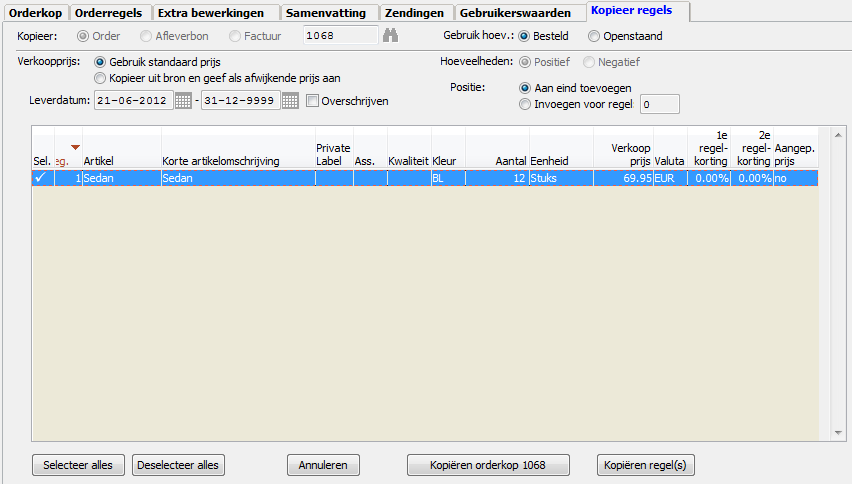 Orderkop Orderregels Extra bewerkingen Samenvatting Zendingen Gebruikerswaarden Kopieer regels
Kopieer: Order Afleverbon Factuur 1068 Gebruik hoev.: Besteld Openstaand
Verkoopprijs: Gebruik standaard prijs Hoeveelheden: Positief Negatief
Kopieer uit bron en geef als afwijkende prijs aan
Positie: Aan eind toevoegen
Leverdatum: 21-06-2012 - 31-12-9999 Overschrijven Invoegen voor regel 0
Sel. eg. Artikel Korte artikelomschrijving Private Label Ass. Kwaliteit Kleur Aantal Eenheid Verkoop prijs Valuta 1e regel-korting 2e regel-korting Aangep. prijs
1 Sedan Sedan BL 12 Stuks 69.95 EUR 0.00% 0.00% no
Selecteer alles Deselecteer alles Annuleren Kopiëren orderkop 1068 Kopiëren regel(s)